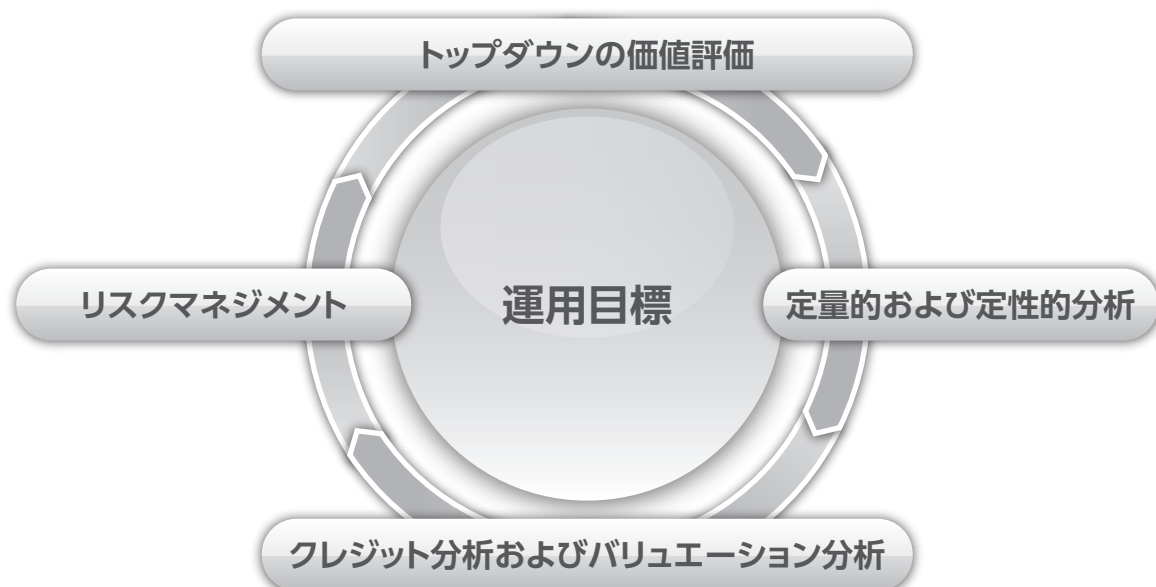 トップダウンの価値評価
リスクマネジメント
運用目標
定量的および定性的分析
クレジット分析およびバリュエーション分析